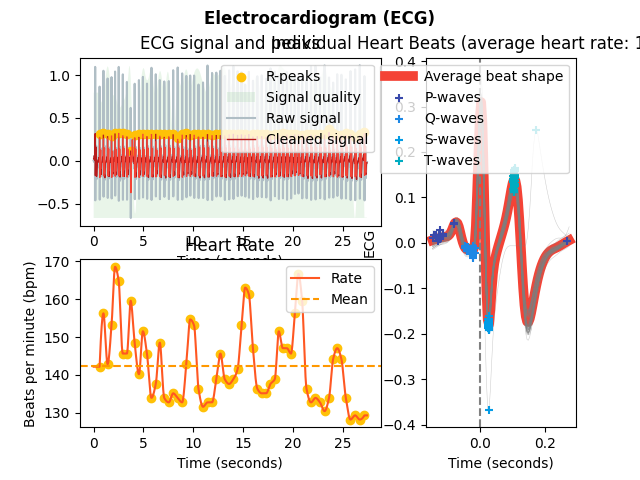 Electrocardiogram (ECG)
ECG signal and peaks
Individual Heart Beats (average heart rate: 1
R-peaks
Signal quality
Raw signal
Cleaned signal
1.0
0.5
0.0
−0.5
0 5 10 15 20 25
Time (seconds)
Average beat shape
P-waves
Q-waves
S-waves
T-waves
ECG
0.4
0.3
0.2
0.1
0.0
−0.1
−0.2
−0.3
−0.4
0.0 0.2
Time (seconds)
Heart Rate
Rate
Mean
Beats per minute (bpm)
170
160
150
140
130
0 5 10 15 20 25
Time (seconds)